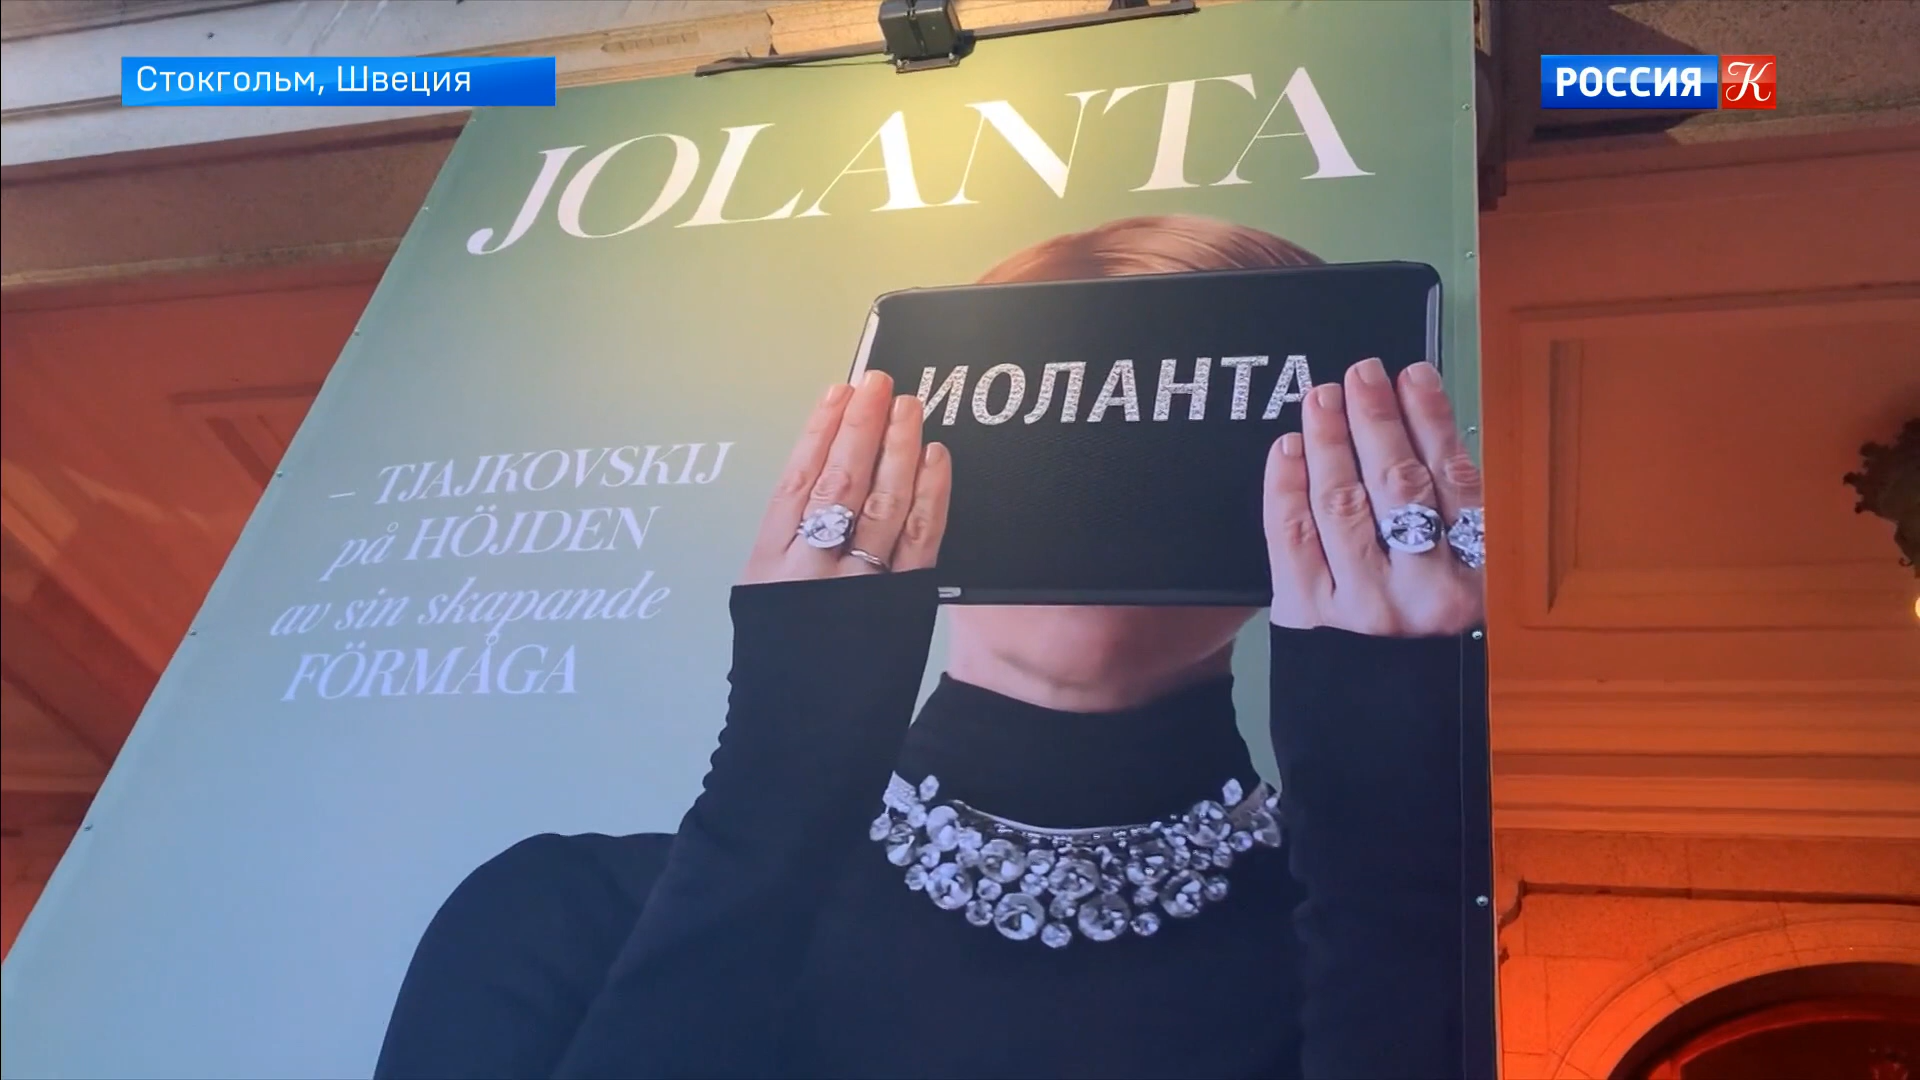 Стокгольм, Швеция
РОССИЯ К
JOLANTA
ИОЛАНТА
– TJAJKOVSKIJ
på HÖJDEN
av sin skapande
FÖRMÅGA